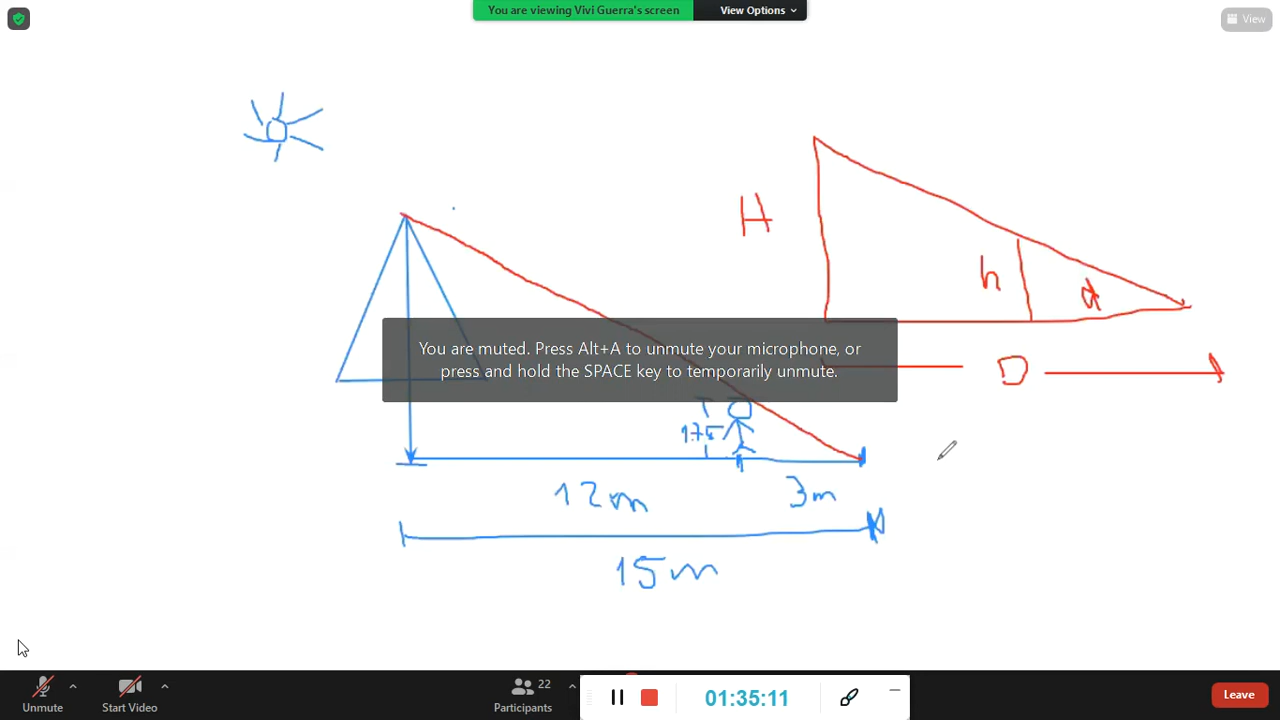 You are viewing Vivi Guerra's screen
View Options
View
H
h
d
You are muted. Press Alt+A to unmute your microphone, or
press and hold the SPACE key to temporarily unmute.
D
1.75
12m
3m
15m
Unmute
Start Video
22
Participants
01:35:11
Leave